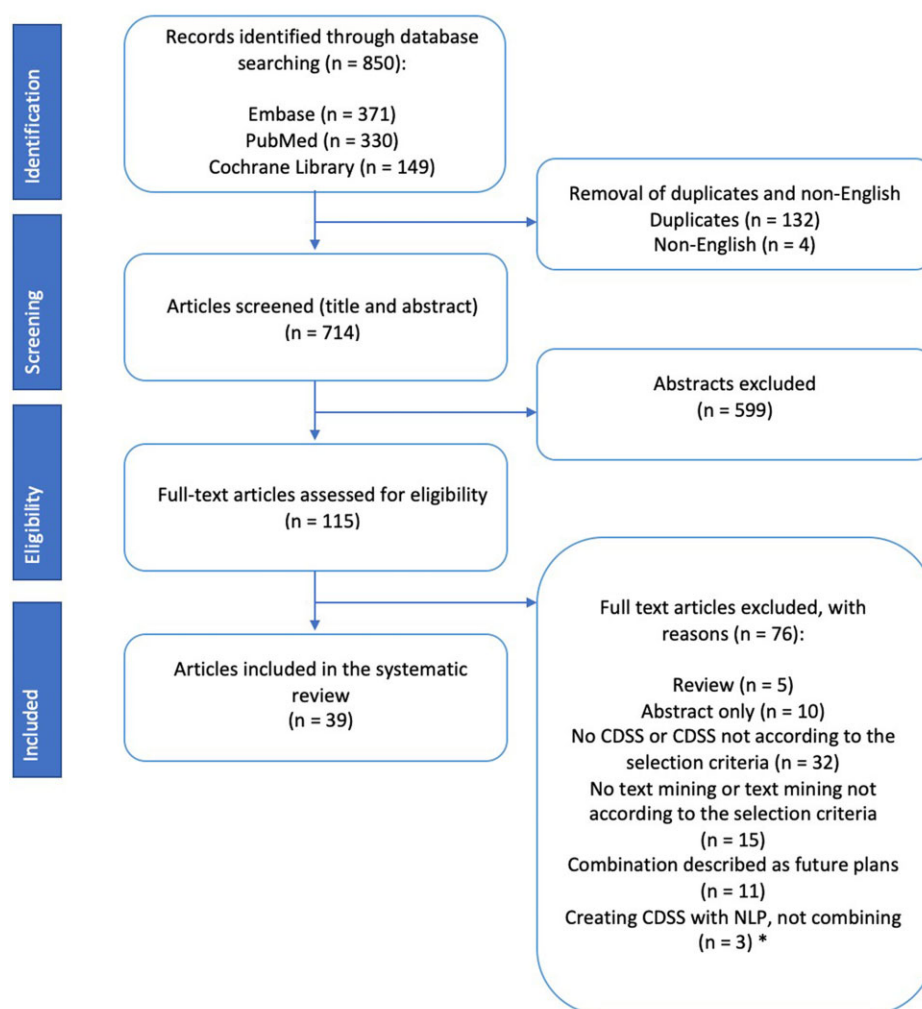 Identification
Records identified through database
searching (n = 850):
Embase (n = 371)
PubMed (n = 330)
Cochrane Library (n = 149)
Removal of duplicates and non-English
Duplicates (n = 132)
Non-English (n = 4)
Screening
Articles screened (title and abstract)
(n = 714)
Abstracts excluded
(n = 599)
Eligibility
Full-text articles assessed for eligibility
(n = 115)
Included
Articles included in the systematic
review
(n = 39)
Full text articles excluded, with
reasons (n = 76):
Review (n = 5)
Abstract only (n = 10)
No CDSS or CDSS not according to the
selection criteria (n = 32)
No text mining or text mining not
according to the selection criteria
(n = 15)
Combination described as future plans
(n = 11)
Creating CDSS with NLP, not combining
(n = 3) *